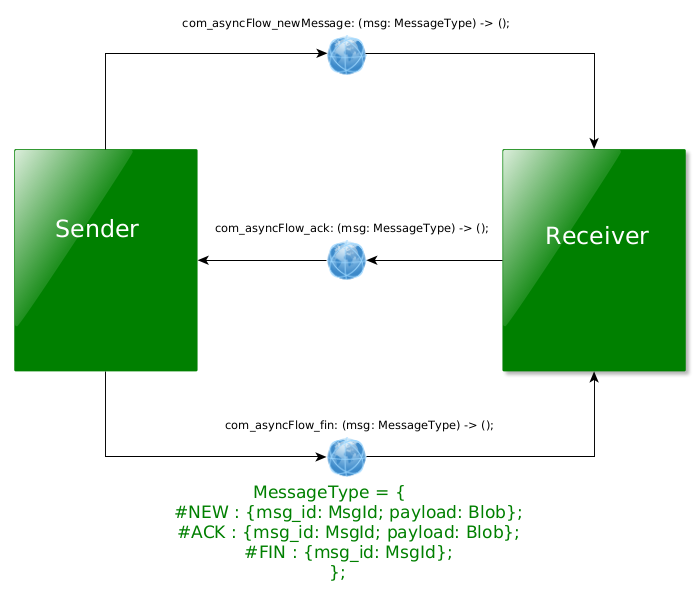 com_asyncFlow_newMessage: (msg: MessageType) -> ();
Sender
com_asyncFlow_ack: (msg: MessageType) -> ();
Receiver
com_asyncFlow_fin: (msg: MessageType) -> ();
MessageType = {
#NEW : {msg_id: MsgId; payload: Blob};
#ACK : {msg_id: MsgId; payload: Blob};
#FIN : {msg_id: MsgId};
};